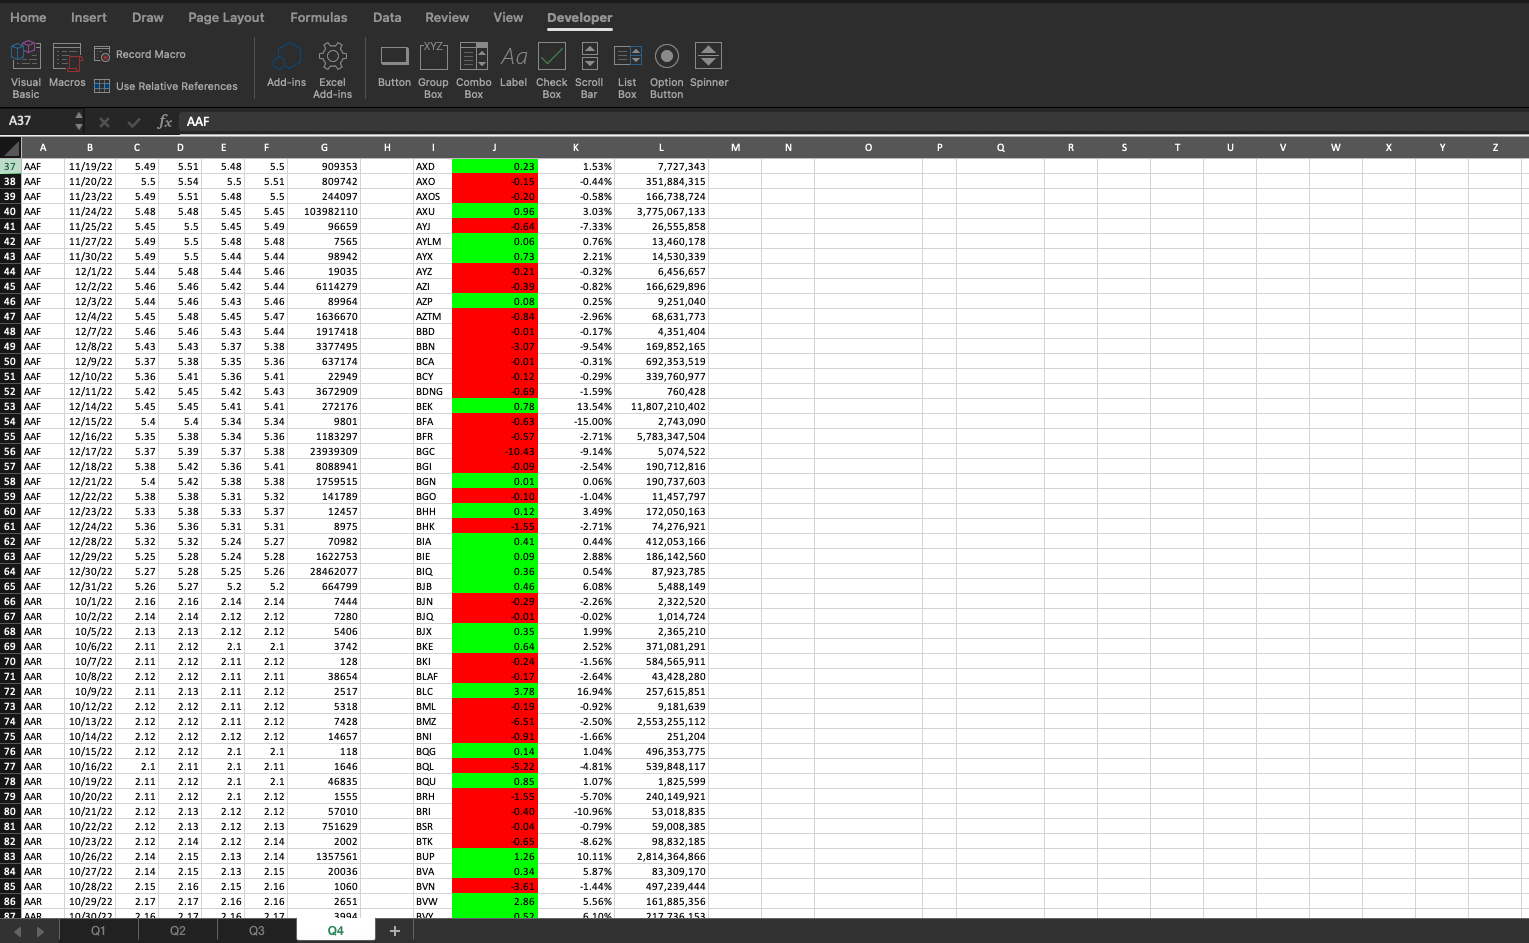 Home Insert Draw Page Layout Formulas Data Review View Developer
Visual Basic Macros Record Macro Use Relative References Add-ins Excel Add-ins Button Group Box Combo Box Label Check Box Scroll Bar List Box Option Button Spinner
XYZ Aa
A37 fx AAF
A B C D E F G H I J K L M N O P Q R S T U V W X Y Z
37 AAF 11/19/22 5.49 5.51 5.48 5.5 909353 AXD 0.23 1.53% 7,727,343
38 AAF 11/20/22 5.5 5.54 5.5 5.51 809742 AXO -0.15 -0.44% 351,884,315
39 AAF 11/23/22 5.49 5.51 5.48 5.5 244097 AXOS -0.20 -0.58% 166,738,724
40 AAF 11/24/22 5.48 5.48 5.45 5.45 103982110 AXU 0.96 3.03% 3,775,067,133
41 AAF 11/25/22 5.45 5.5 5.45 5.49 96659 AYJ -0.64 -7.33% 26,555,858
42 AAF 11/27/22 5.49 5.5 5.48 5.48 7565 AYLM 0.06 0.76% 13,460,178
43 AAF 11/30/22 5.49 5.5 5.44 5.44 98942 AYX 0.73 2.21% 14,530,339
44 AAF 12/1/22 5.44 5.48 5.44 5.46 19035 AYZ -0.21 -0.32% 6,456,657
45 AAF 12/2/22 5.46 5.46 5.42 5.44 6114279 AZI -0.39 -0.82% 166,629,896
46 AAF 12/3/22 5.44 5.46 5.43 5.46 89964 AZP 0.08 0.25% 9,251,040
47 AAF 12/4/22 5.45 5.48 5.45 5.47 1636670 AZTM -0.84 -2.96% 68,631,773
48 AAF 12/7/22 5.46 5.46 5.43 5.44 1917418 BBD -0.01 -0.17% 4,351,404
49 AAF 12/8/22 5.43 5.43 5.37 5.38 3377495 BBN -3.07 -9.54% 169,852,165
50 AAF 12/9/22 5.37 5.38 5.35 5.36 637174 BCA -0.01 -0.31% 692,353,519
51 AAF 12/10/22 5.36 5.41 5.36 5.41 22949 BCY -0.12 -0.29% 339,760,977
52 AAF 12/11/22 5.42 5.45 5.42 5.43 3672909 BDNG -0.69 -1.59% 760,428
53 AAF 12/14/22 5.45 5.45 5.41 5.41 272176 BEK 0.78 13.54% 11,807,210,402
54 AAF 12/15/22 5.4 5.4 5.34 5.34 9801 BFA -0.63 -15.00% 2,743,090
55 AAF 12/16/22 5.35 5.38 5.34 5.36 1183297 BFR -0.57 -2.71% 5,783,347,504
56 AAF 12/17/22 5.37 5.39 5.37 5.38 23939309 BGC -10.43 -9.14% 5,074,522
57 AAF 12/18/22 5.38 5.42 5.36 5.41 8088941 BGI -0.09 -2.54% 190,712,816
58 AAF 12/21/22 5.4 5.42 5.38 5.38 1759515 BGN 0.01 0.06% 190,737,603
59 AAF 12/22/22 5.38 5.38 5.31 5.32 141789 BGO -0.10 -1.04% 11,457,797
60 AAF 12/23/22 5.33 5.38 5.33 5.37 12457 BHH 0.12 3.49% 172,050,163
61 AAF 12/24/22 5.36 5.36 5.31 5.31 8975 BHK -1.55 -2.71% 74,276,921
62 AAF 12/28/22 5.32 5.32 5.24 5.27 70982 BIA 0.41 0.44% 412,053,166
63 AAF 12/29/22 5.25 5.28 5.24 5.28 1622753 BIE 0.09 2.88% 186,142,560
64 AAF 12/30/22 5.27 5.28 5.25 5.26 28462077 BIQ 0.36 0.54% 87,923,785
65 AAF 12/31/22 5.26 5.27 5.2 5.2 664799 BJB 0.46 6.08% 5,488,149
66 AAR 10/1/22 2.16 2.16 2.14 2.14 7444 BJN -0.29 -2.26% 2,322,520
67 AAR 10/2/22 2.14 2.14 2.12 2.12 7280 BJQ -0.01 -0.02% 1,014,724
68 AAR 10/5/22 2.13 2.13 2.12 2.12 5406 BJX 0.35 1.99% 2,365,210
69 AAR 10/6/22 2.11 2.12 2.1 2.1 3742 BKE 0.64 2.52% 371,081,291
70 AAR 10/7/22 2.11 2.12 2.11 2.12 128 BKI -0.24 -1.56% 584,565,911
71 AAR 10/8/22 2.12 2.12 2.11 2.11 38654 BLAF -0.17 -2.64% 43,428,280
72 AAR 10/9/22 2.11 2.13 2.11 2.12 2517 BLC 3.78 16.94% 257,615,851
73 AAR 10/12/22 2.12 2.12 2.11 2.12 5318 BML -0.19 -0.92% 9,181,639
74 AAR 10/13/22 2.12 2.12 2.11 2.12 7428 BMZ -6.51 -2.50% 2,553,255,112
75 AAR 10/14/22 2.12 2.12 2.12 2.12 14657 BNI -0.91 -1.66% 251,204
76 AAR 10/15/22 2.12 2.12 2.1 2.1 118 BQG 0.14 1.04% 496,353,775
77 AAR 10/16/22 2.1 2.11 2.1 2.11 1646 BQL -5.22 -4.81% 539,848,117
78 AAR 10/19/22 2.11 2.12 2.1 2.1 46835 BQU 0.85 1.07% 1,825,599
79 AAR 10/20/22 2.11 2.12 2.1 2.12 1555 BRH -1.55 -5.70% 240,149,921
80 AAR 10/21/22 2.12 2.13 2.12 2.12 57010 BRI -0.40 -10.96% 53,018,835
81 AAR 10/22/22 2.12 2.13 2.12 2.13 751629 BSR -0.04 -0.79% 59,008,385
82 AAR 10/23/22 2.12 2.14 2.12 2.14 2002 BTK -0.65 -8.62% 98,832,185
83 AAR 10/26/22 2.14 2.15 2.13 2.14 1357561 BUP 1.26 10.11% 2,814,364,866
84 AAR 10/27/22 2.14 2.15 2.13 2.15 20036 BVA 0.34 5.87% 83,309,170
85 AAR 10/28/22 2.15 2.16 2.15 2.16 1060 BVN -3.61 -1.44% 497,239,444
86 AAR 10/29/22 2.17 2.17 2.16 2.16 2651 BVW 2.86 5.56% 161,885,356
87 AAR 10/30/22 2.16 2.17 2.16 2.17 3994 BVY 0.52 6.10% 217,736,153
Q1 Q2 Q3 Q4 +